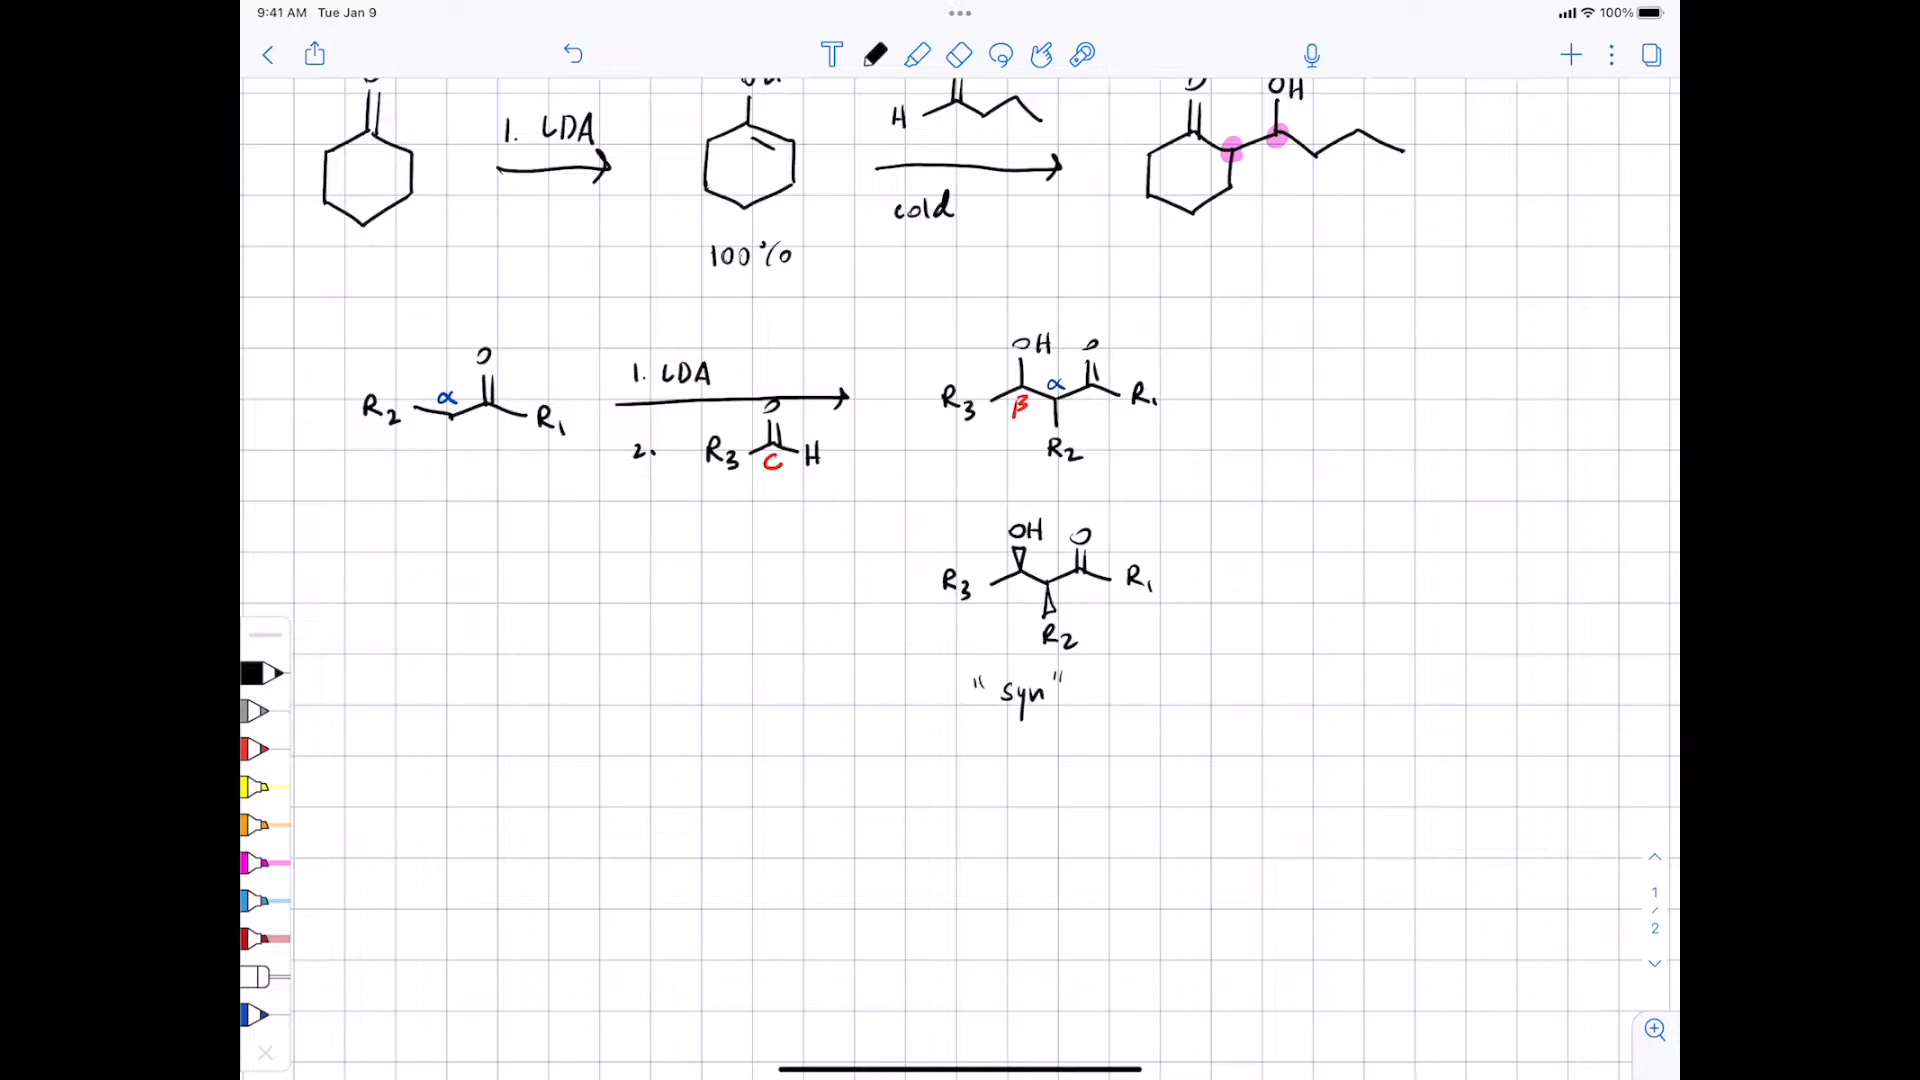 9:41 AM Tue Jan 9
100%
T
OH
1. LDA
H
cold
100%
O
R2 α R1
1. LDA
2. O
R3 C H
OH O
R3 β α R1
R2
OH O
R3 R1
R2
"syn"
1
/
2